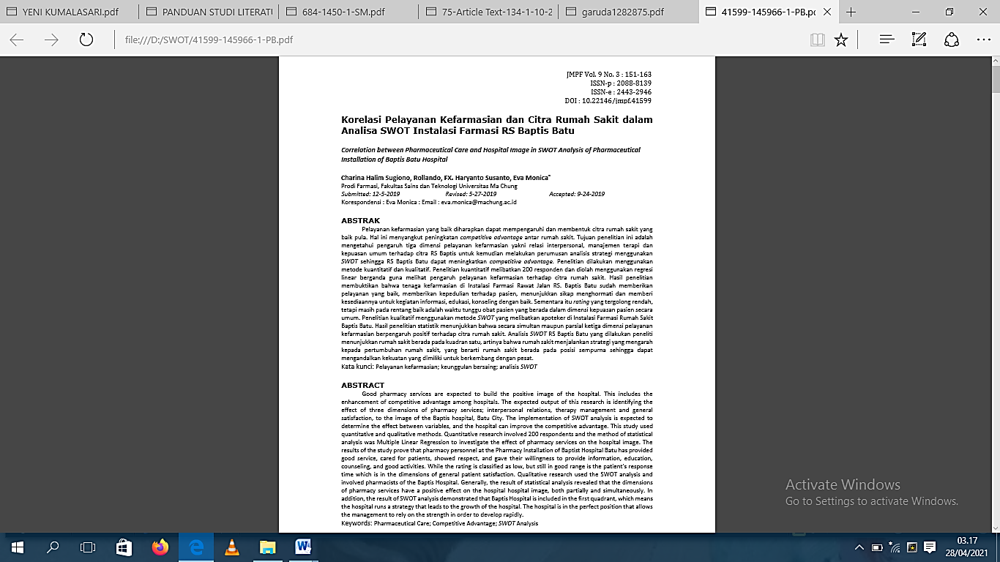 YENI KUMALASARI.pdf
PANDUAN STUDI LITERATU
684-1450-1-SM.pdf
75-Article Text-134-1-10-2
garuda1282875.pdf
41599-145966-1-PB.pc
file:///D:/SWOT/41599-145966-1-PB.pdf
JMPF Vol. 9 No. 3 : 151-163
ISSN-p : 2088-8139
ISSN-e : 2443-2946
DOI : 10.22146/jmpf.41599
Korelasi Pelayanan Kefarmasian dan Citra Rumah Sakit dalam
Analisa SWOT Instalasi Farmasi RS Baptis Batu
Correlation between Pharmaceutical Care and Hospital Image in SWOT Analysis of Pharmaceutical
Installation of Baptis Batu Hospital
Charina Halim Sugiono, Rollando, FX. Haryanto Susanto, Eva Monica*
Prodi Farmasi, Fakultas Sains dan Teknologi Universitas Ma Chung
Submitted: 12-5-2019 Revised: 5-27-2019 Accepted: 9-24-2019
Korespondensi : Eva Monica : Email : eva.monica@machung.ac.id
ABSTRAK
Pelayanan kefarmasian yang baik diharapkan dapat mempengaruhi dan membentuk citra rumah sakit yang
baik pula. Hal ini menyangkut peningkatan competitive advantage antar rumah sakit. Tujuan penelitian ini adalah
mengetahui pengaruh tiga dimensi pelayanan kefarmasian yakni relasi interpersonal, manajemen terapi dan
kepuasan umum terhadap citra RS Baptis untuk kemudian melakukan perumusan analisis strategi menggunakan
SWOT sehingga RS Baptis Batu dapat meningkatkan competitive advantage. Penelitian dilakukan menggunakan
metode kuantitatif dan kualitatif. Penelitian kuantitatif melibatkan 200 responden dan diolah menggunakan regresi
linear berganda guna melihat pengaruh pelayanan kefarmasian terhadap citra rumah sakit. Hasil penelitian
membuktikan bahwa tenaga kefarmasian di Instalasi Farmasi Rawat Jalan RS. Baptis Batu sudah memberikan
pelayanan yang baik, memberikan kepedulian terhadap pasien, menunjukkan sikap menghormati dan memberi
kesediaannya untuk kegiatan informasi, edukasi, konseling dengan baik. Sementara itu rating yang tergolong rendah,
tetapi masih pada rentang baik adalah waktu tunggu obat pasien yang berada dalam dimensi kepuasan pasien secara
umum. Penelitian kualitatif menggunakan metode SWOT yang melibatkan apoteker di Instalasi Farmasi Rumah Sakit
Baptis Batu. Hasil penelitian statistik menunjukkan bahwa secara simultan maupun parsial ketiga dimensi pelayanan
kefarmasian berpengaruh positif terhadap citra rumah sakit. Analisis SWOT RS Baptis Batu yang dilakukan peneliti
menunjukkan rumah sakit berada pada kuadran satu, artinya bahwa rumah sakit menjalankan strategi yang mengarah
kepada pertumbuhan rumah sakit, yang berarti rumah sakit berada pada posisi sempurna sehingga dapat
mengandalkan kekuatan yang dimiliki untuk berkembang dengan pesat.
Kata kunci: Pelayanan kefarmasian; keunggulan bersaing; analisis SWOT
ABSTRACT
Good pharmacy services are expected to build the positive image of the hospital. This includes the
enhancement of competitive advantage among hospitals. The expected output of this research is identifying the
effect of three dimensions of pharmacy services; interpersonal relations, therapy management and general
satisfaction, to the image of the Baptis hospital, Batu City. The implementation of SWOT analysis is expected to
determine the effect between variables, and the hospital can improve the competitive advantage. This study used
quantitative and qualitative methods. Quantitative research involved 200 respondents and the method of statistical
analysis was Multiple Linear Regression to investigate the effect of pharmacy services on the hospital image. The
results of the study prove that pharmacy personnel at the Pharmacy Installation of Baptist Hospital Batu has provided
good service, cared for patients, showed respect, and gave their willingness to provide information, education,
counseling, and good activities. While the rating is classified as low, but still in good range is the patient's response
time which is in the dimensions of general patient satisfaction. Qualitative research used the SWOT analysis and
involved pharmacists of the Baptis Hospital. Generally, the result of statistical analysis revealed that the dimensions
of pharmacy services have a positive effect on the hospital hospital image, both partially and simultaneously. In
addition, the result of SWOT analysis demonstrated that Baptis Hospital is included in the first quadrant, which means
the hospital runs a strategy that leads to the growth of the hospital. The hospital is in the perfect position that allows
the management to rely on the strength in order to develop rapidly.
Keywords: Pharmaceutical Care; Competitive Advantage; SWOT Analysis
Activate Windows
Go to Settings to activate Windows.
03.17
28/04/2021